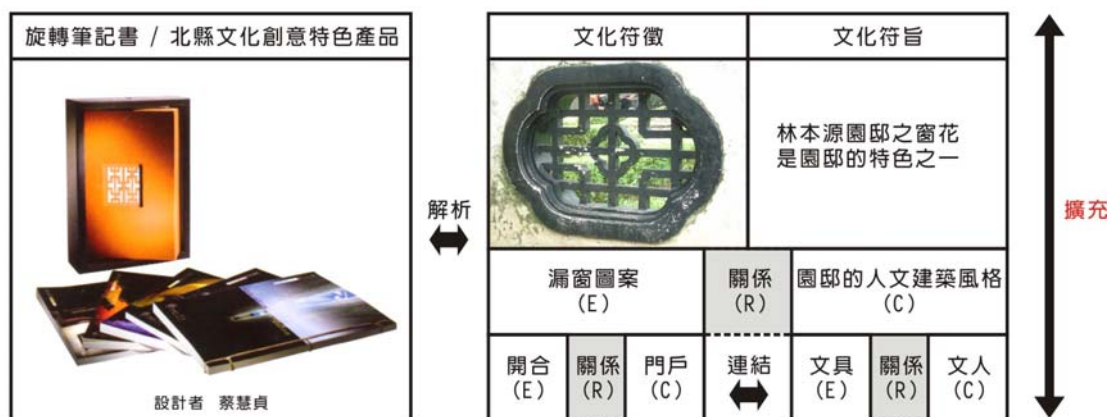 旋轉筆記書 / 北縣文化創意特色產品
設計者 蔡慧貞
解析
文化符徵
文化符旨
林本源園邸之窗花
是園邸的特色之一
漏窗圖案
(E)
關係
(R)
園邸的人文建築風格
(C)
開合
(E)
關係
(R)
門戶
(C)
連結
文具
(E)
關係
(R)
文人
(C)
擴充